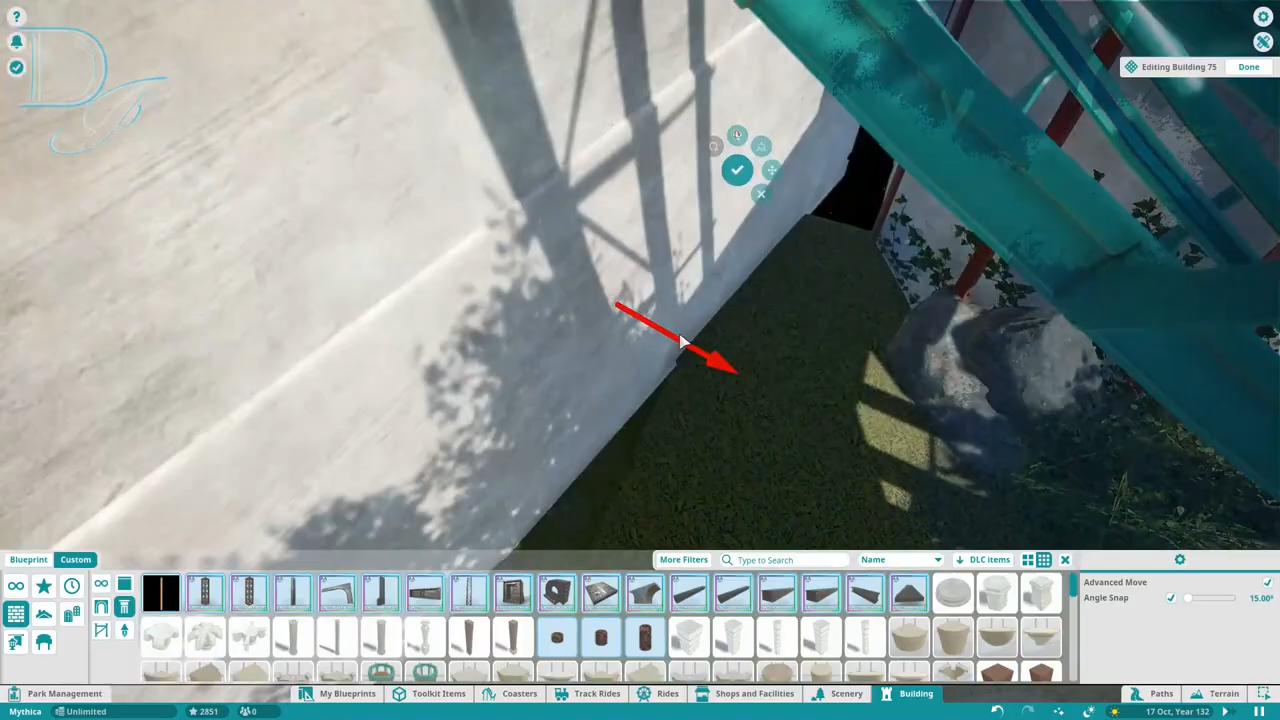 Editing Building 75 Done
Blueprint Custom More Filters Type to Search Name DLC items
Advanced Move
Angle Snap 15.00°
Park Management My Blueprints Toolkit Items Coasters Track Rides Rides Shops and Facilities Scenery Building Paths Terrain
Mythica Unlimited 2851 0 17 Oct, Year 132